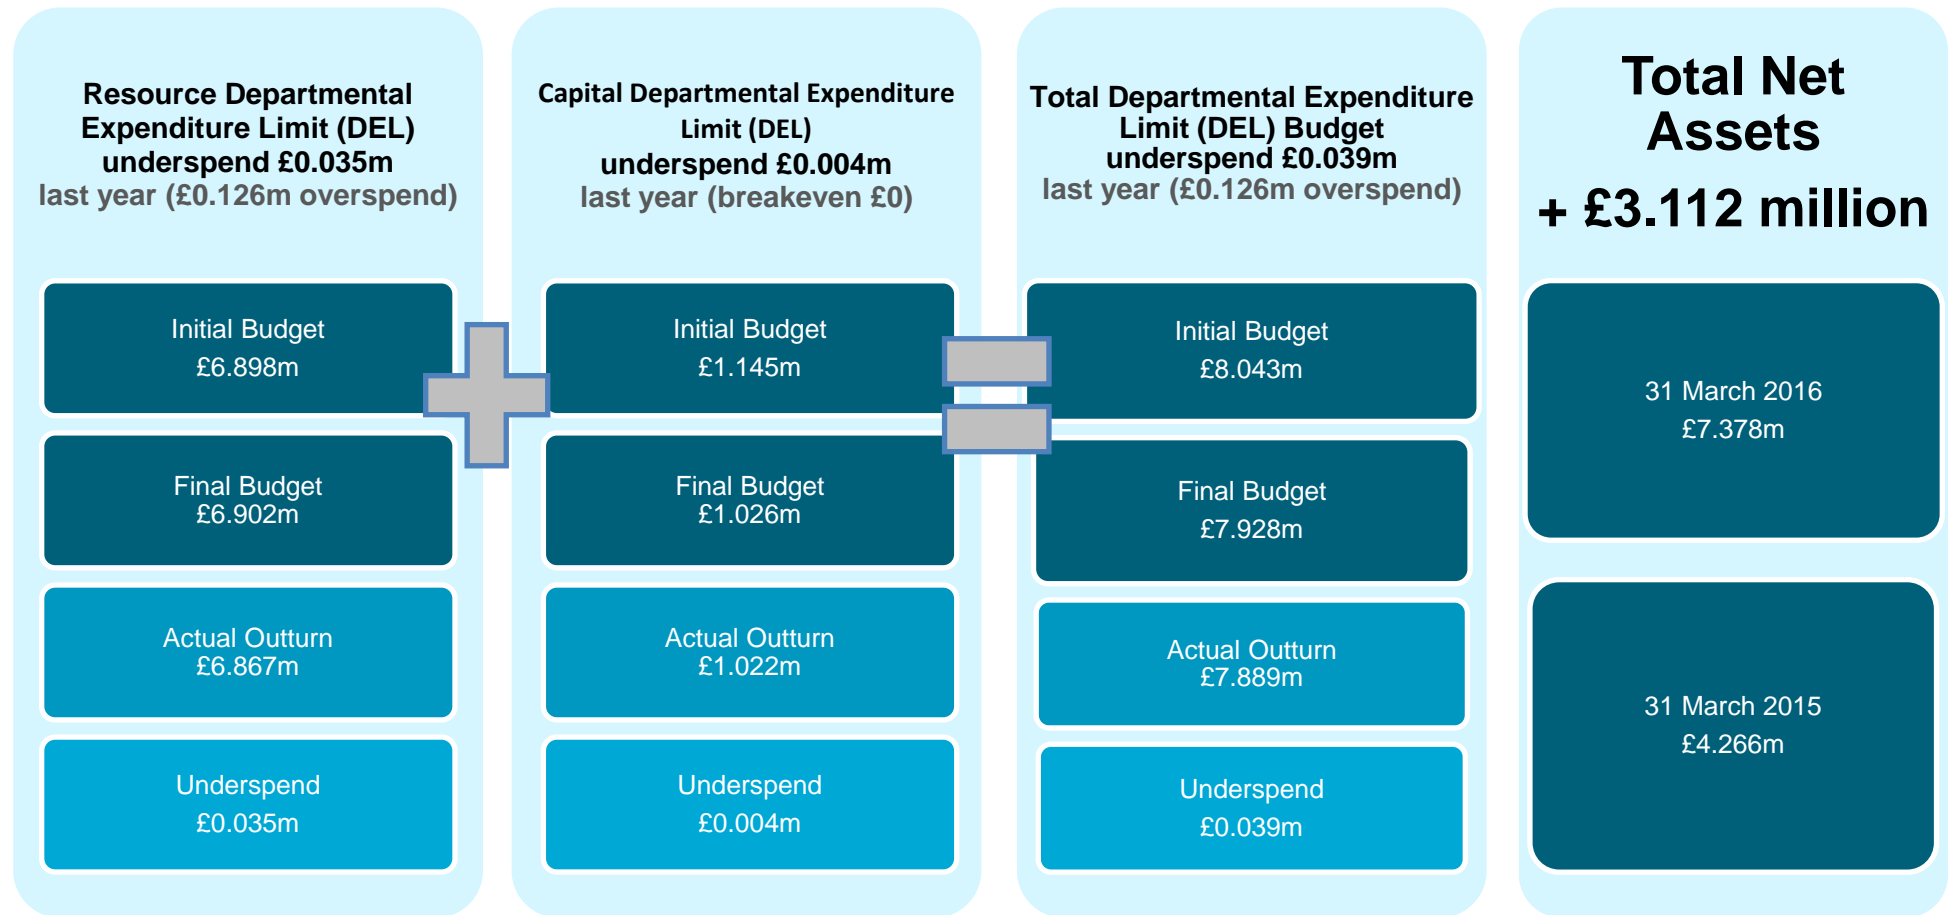 Resource Departmental
Expenditure Limit (DEL)
underspend £0.035m
last year (£0.126m overspend)
Initial Budget
£6.898m
Final Budget
£6.902m
Actual Outturn
£6.867m
Underspend
£0.035m
Capital Departmental Expenditure
Limit (DEL)
underspend £0.004m
last year (breakeven £0)
Initial Budget
£1.145m
Final Budget
£1.026m
Actual Outturn
£1.022m
Underspend
£0.004m
Total Departmental Expenditure
Limit (DEL) Budget
underspend £0.039m
last year (£0.126m overspend)
Initial Budget
£8.043m
Final Budget
£7.928m
Actual Outturn
£7.889m
Underspend
£0.039m
Total Net
Assets
+ £3.112 million
31 March 2016
£7.378m
31 March 2015
£4.266m